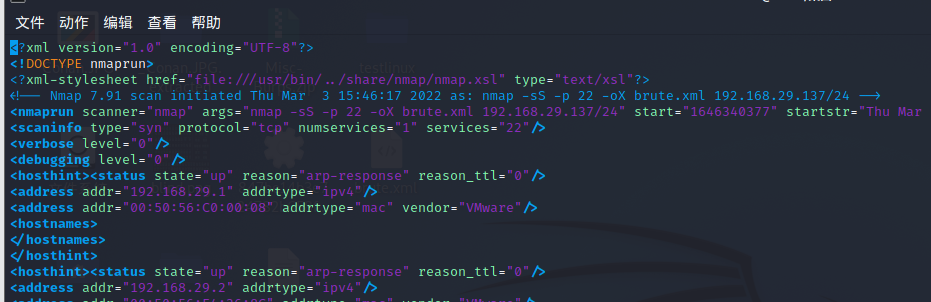 文件 动作 编辑 查看 帮助
<?xml version="1.0" encoding="UTF-8"?>
<!DOCTYPE nmaprun>
<?xml-stylesheet href="file:///usr/bin/../share/nmap/nmap.xsl" type="text/xsl"?>
<!-- Nmap 7.91 scan initiated Thu Mar  3 15:46:17 2022 as: nmap -sS -p 22 -oX brute.xml 192.168.29.137/24 -->
<nmaprun scanner="nmap" args="nmap -sS -p 22 -oX brute.xml 192.168.29.137/24" start="1646340377" startstr="Thu Mar
<scaninfo type="syn" protocol="tcp" numservices="1" services="22"/>
<verbose level="0"/>
<debugging level="0"/>
<hosthint><status state="up" reason="arp-response" reason_ttl="0"/>
<address addr="192.168.29.1" addrtype="ipv4"/>
<address addr="00:50:56:C0:00:08" addrtype="mac" vendor="VMware"/>
<hostnames>
</hostnames>
</hosthint>
<hosthint><status state="up" reason="arp-response" reason_ttl="0"/>
<address addr="192.168.29.2" addrtype="ipv4"/>